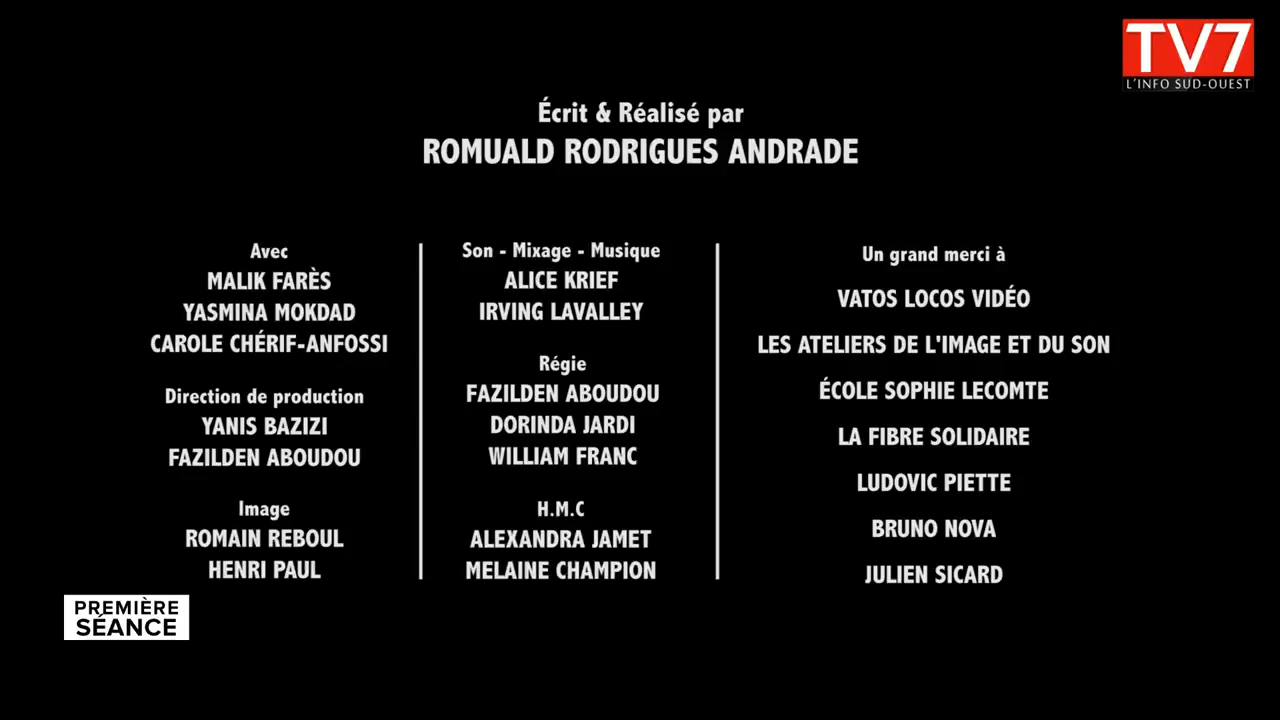 TV7
L'INFO SUD-OUEST
Écrit & Réalisé par
ROMUALD RODRIGUES ANDRADE
Avec
MALIK FARÈS
YASMINA MOKDAD
CAROLE CHÉRIF-ANFOSSI
Direction de production
YANIS BAZIZI
FAZILDEN ABOUDOU
Image
ROMAIN REBOUL
HENRI PAUL
Son - Mixage - Musique
ALICE KRIEF
IRVING LAVALLEY
Régie
FAZILDEN ABOUDOU
DORINDA JARDI
WILLIAM FRANC
H.M.C
ALEXANDRA JAMET
MELAINE CHAMPION
Un grand merci à
VATOS LOCOS VIDÉO
LES ATELIERS DE L'IMAGE ET DU SON
ÉCOLE SOPHIE LECOMTE
LA FIBRE SOLIDAIRE
LUDOVIC PIETTE
BRUNO NOVA
JULIEN SICARD
PREMIÈRE
SÉANCE